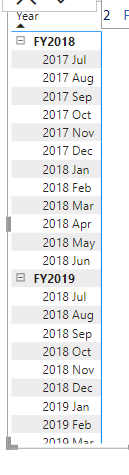 2
Year
FY2018
2017 Jul
2017 Aug
2017 Sep
2017 Oct
2017 Nov
2017 Dec
2018 Jan
2018 Feb
2018 Mar
2018 Apr
2018 May
2018 Jun
FY2019
2018 Jul
2018 Aug
2018 Sep
2018 Oct
2018 Nov
2018 Dec
2019 Jan
2019 Feb
2019 Mar